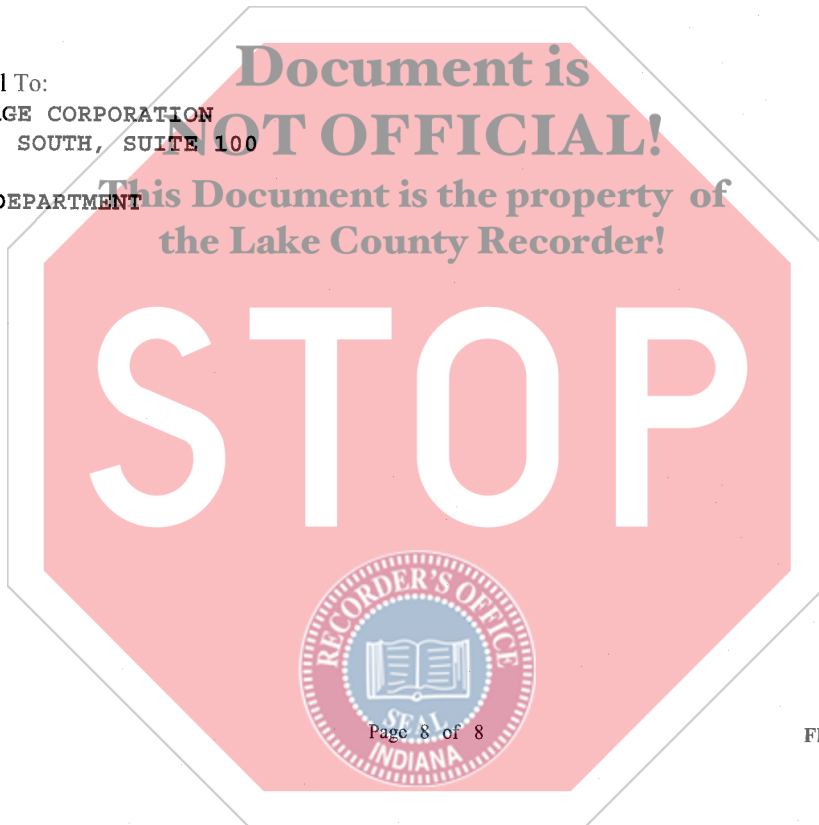 Document is
l To:
GE CORPORATION
SOUTH, SUITE 100
NOT OFFICIAL!
DEPARTMENT
This Document is the property of
the Lake County Recorder!
STOP
RECORDER'S OFFICE
SEAL
Page 8 of 8
INDIANA